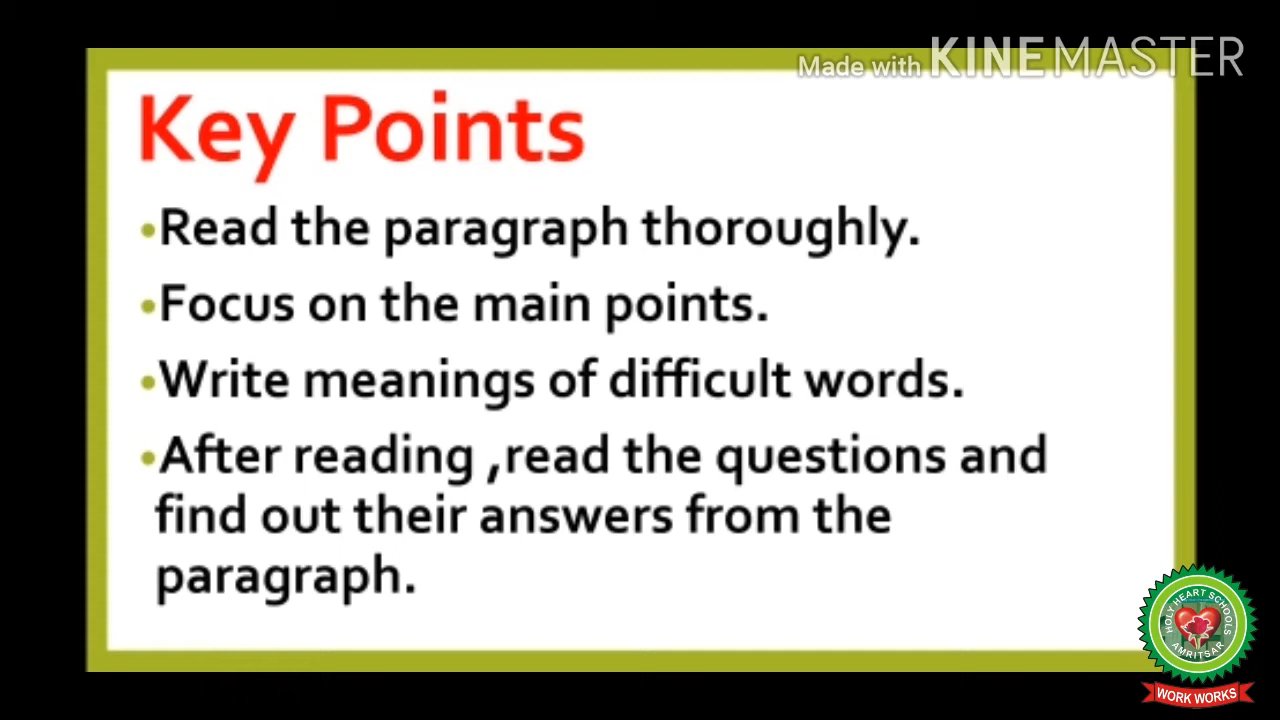 Made with KINEMASTER
Key Points
•Read the paragraph thoroughly.
•Focus on the main points.
•Write meanings of difficult words.
•After reading ,read the questions and
find out their answers from the
paragraph.
HOLY HEART SCHOOLS
AMRITSAR
WORK WORKS